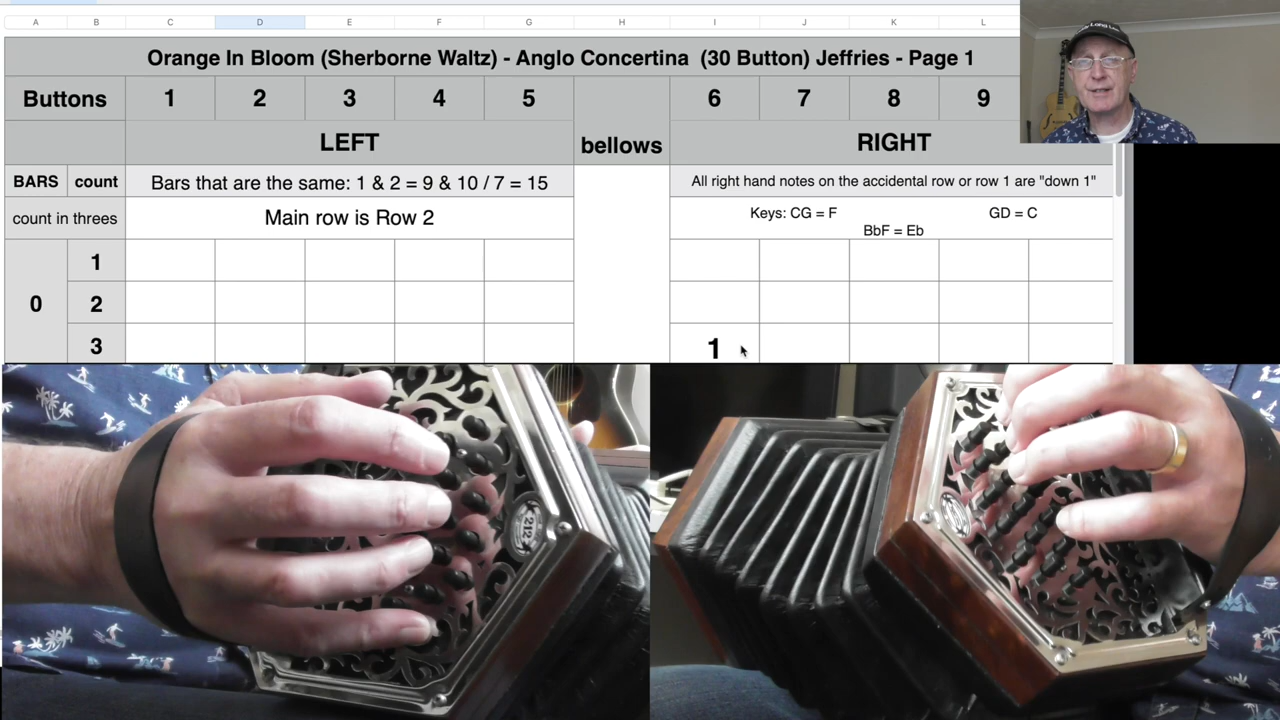 A B C D E F G H I J K L
Orange In Bloom (Sherborne Waltz) - Anglo Concertina (30 Button) Jeffries - Page 1
Buttons 1 2 3 4 5 6 7 8 9
LEFT bellows RIGHT
BARS count Bars that are the same: 1 & 2 = 9 & 10 / 7 = 15 All right hand notes on the accidental row or row 1 are "down 1"
count in threes Main row is Row 2 Keys: CG = F GD = C
BbF = Eb
1
0 2
3 1
212